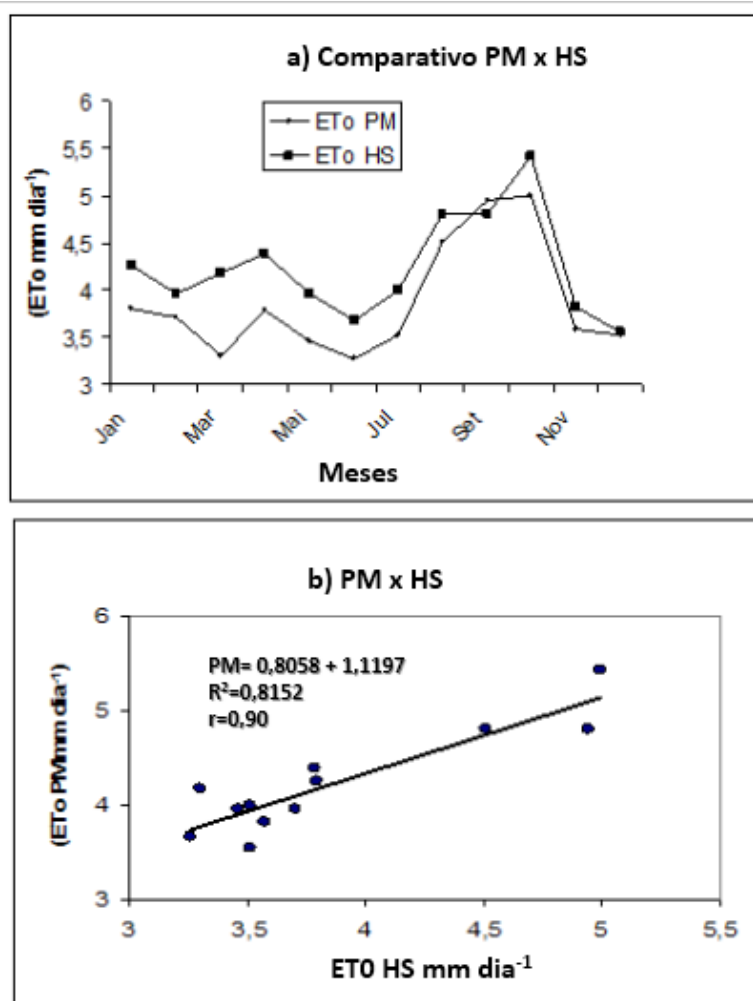 a) Comparativo PM x HS
ETo PM
ETo HS
(ETo mm dia-1)
6
5,5
5
4,5
4
3,5
3
Jan
Mar
Mai
Jul
Set
Nov
Meses
b) PM x HS
PM= 0,8058 + 1,1197
R²=0,8152
r=0,90
(ETo PMmm dia-1)
6
5
4
3
3
3,5
4
4,5
5
5,5
ET0 HS mm dia-1